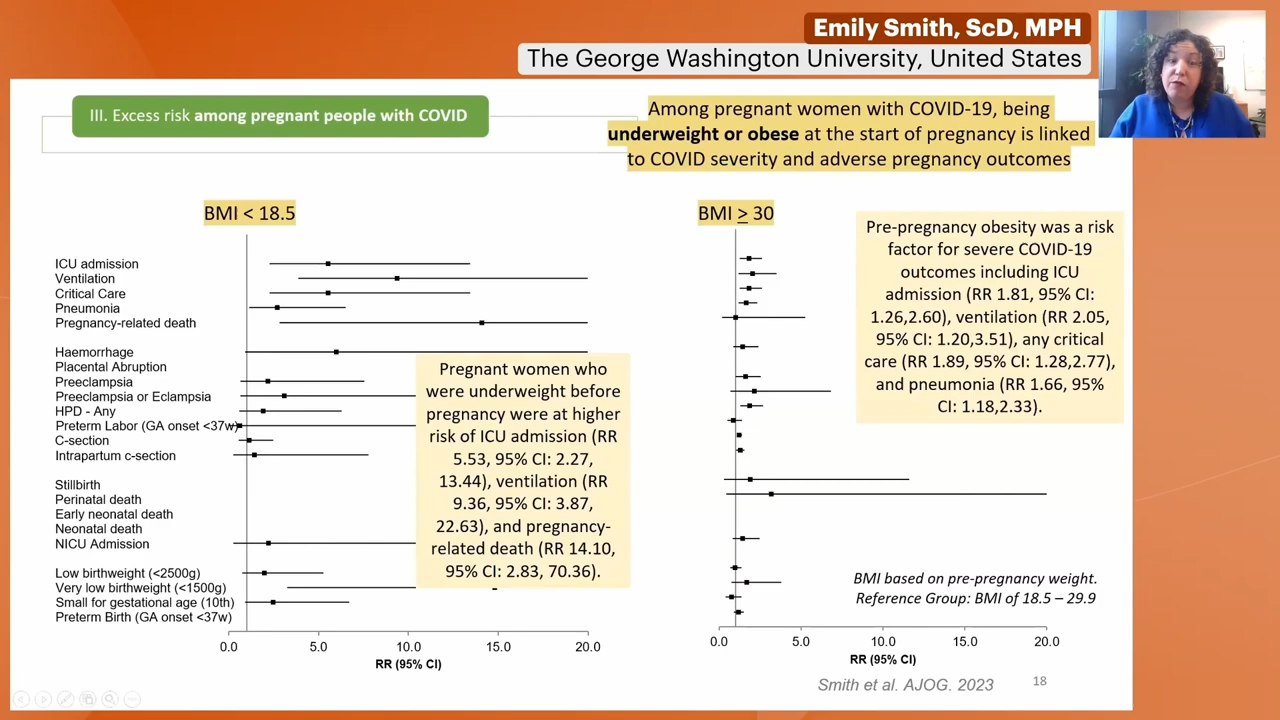 Emily Smith, ScD, MPH
The George Washington University, United States
III. Excess risk among pregnant people with COVID
Among pregnant women with COVID-19, being
underweight or obese at the start of pregnancy is linked
to COVID severity and adverse pregnancy outcomes
BMI < 18.5
ICU admission
Ventilation
Critical Care
Pneumonia
Pregnancy-related death
Haemorrhage
Placental Abruption
Preeclampsia
Preeclampsia or Eclampsia
HPD - Any
Preterm Labor (GA onset <37w)
C-section
Intrapartum c-section
Stillbirth
Perinatal death
Early neonatal death
Neonatal death
NICU Admission
Low birthweight (<2500g)
Very low birthweight (<1500g)
Small for gestational age (10th)
Preterm Birth (GA onset <37w)
0.0 5.0 10.0 15.0 20.0
RR (95% CI)
Pregnant women who
were underweight before
pregnancy were at higher
risk of ICU admission (RR
5.53, 95% CI: 2.27,
13.44), ventilation (RR
9.36, 95% CI: 3.87,
22.63), and pregnancy-
related death (RR 14.10,
95% CI: 2.83, 70.36).
BMI ≥ 30
0.0 5.0 10.0 15.0 20.0
RR (95% CI)
Pre-pregnancy obesity was a risk
factor for severe COVID-19
outcomes including ICU
admission (RR 1.81, 95% CI:
1.26,2.60), ventilation (RR 2.05,
95% CI: 1.20,3.51), any critical
care (RR 1.89, 95% CI: 1.28,2.77),
and pneumonia (RR 1.66, 95%
CI: 1.18,2.33).
BMI based on pre-pregnancy weight.
Reference Group: BMI of 18.5 – 29.9
Smith et al. AJOG. 2023
18